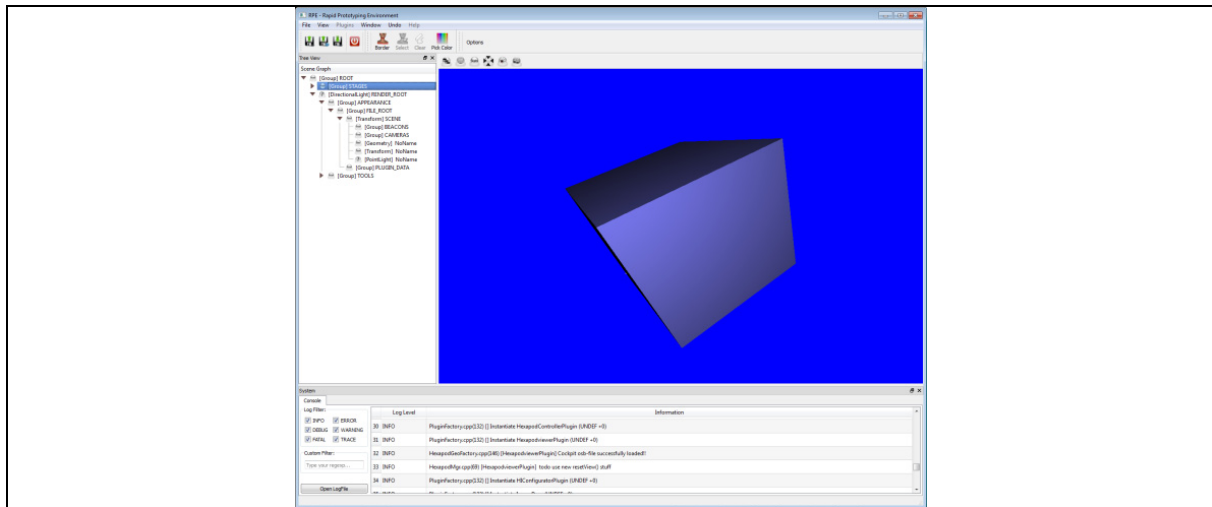 RPE - Rapid Prototyping Environment
File View Plugins Window Undo Help
Border Select Clear Pick Color Options
Tree View
Scene Graph
[Group] ROOT
[Group] STAGES
[DirectionalLight] RENDER_ROOT
[Group] APPEARANCE
[Group] FILE_ROOT
[Transform] SCENE
[Group] BEACONS
[Group] CAMERAS
[Geometry] NoName
[Transform] NoName
[PointLight] NoName
[Group] PLUGIN_DATA
[Group] TOOLS
System
Console
Log Filter:
INFO ERROR
DEBUG WARNING
FATAL TRACE
Custom Filter:
Type your regexp...
Open LogFile
Log Level Information
30 INFO PluginFactory.cpp(132) [] Instantiate HexapodControllerPlugin (UNDEF =0)
31 INFO PluginFactory.cpp(132) [] Instantiate HexapodviewerPlugin (UNDEF =0)
32 INFO HexapodGeoFactory.cpp(146) [HexapodviewerPlugin] Cockpit osb-file successfully loaded!!
33 INFO HexapodMgr.cpp(69) [HexapodviewerPlugin] todo use new resetView() stuff
34 INFO PluginFactory.cpp(132) [] Instantiate HIConfiguratorPlugin (UNDEF =0)